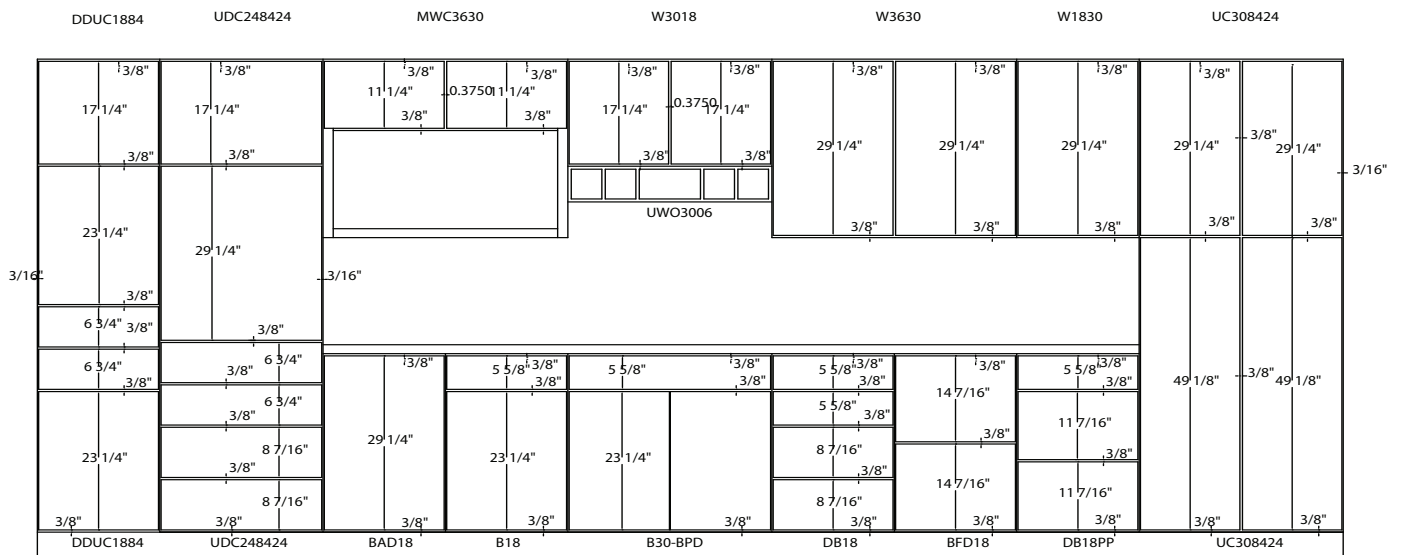 DDUC1884 UDC248424 MWC3630 W3018 W3630 W1830 UC308424
3/8" 3/8" 3/8" 3/8" 3/8" 3/8" 3/8" 3/8" 3/8" 3/8"
11 1/4" 0.3750 11 1/4"
17 1/4" 17 1/4" 17 1/4" 0.3750 17 1/4"
3/8" 3/8"
3/8"
29 1/4" 29 1/4" 29 1/4" 29 1/4" 29 1/4"
3/8" 3/8" 3/8" 3/8"
3/16"
UWO3006
3/8" 3/8" 3/8" 3/8" 3/8"
23 1/4"
29 1/4"
3/16" 3/16"
3/8"
6 3/4" 3/8"
3/8"
6 3/4" 6 3/4" 3/8" 3/8" 3/8" 3/8" 3/8" 3/8"
5 5/8" 5 5/8" 5 5/8" 5 5/8"
3/8" 3/8" 3/8" 3/8" 3/8" 3/8" 3/8"
49 1/8" 3/8" 49 1/8"
6 3/4" 5 5/8" 14 7/16"
3/8" 3/8" 11 7/16"
29 1/4" 3/8"
8 7/16" 8 7/16"
23 1/4" 23 1/4" 23 1/4"
3/8" 3/8" 3/8"
14 7/16" 11 7/16"
8 7/16" 8 7/16"
3/8" 3/8" 3/8" 3/8" 3/8" 3/8" 3/8" 3/8" 3/8"
DDUC1884 UDC248424 BAD18 B18 B30-BPD DB18 BFD18 DB18PP UC308424